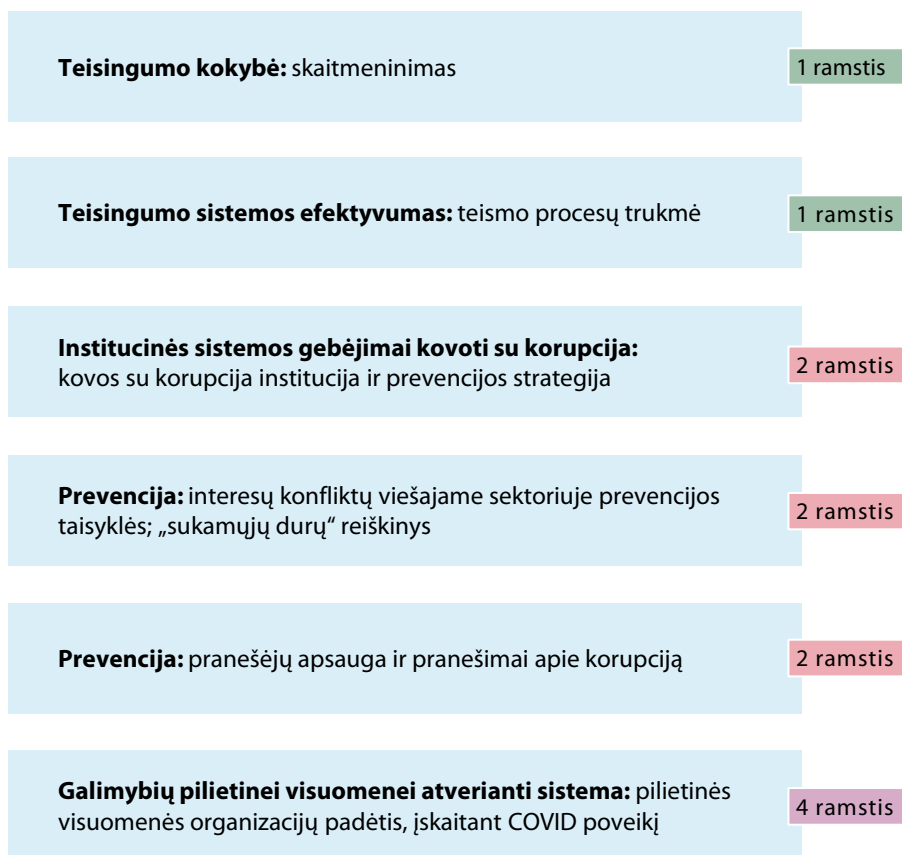 Teisingumo kokybė: skaitmeninimas
1 ramstis
Teisingumo sistemos efektyvumas: teismo procesų trukmė
1 ramstis
Institucinės sistemos gebėjimai kovoti su korupcija:
kovos su korupcija institucija ir prevencijos strategija
2 ramstis
Prevencija: interesų konfliktų viešajame sektoriuje prevencijos
taisyklės; „sukamųjų durų“ reiškinys
2 ramstis
Prevencija: pranešėjų apsauga ir pranešimai apie korupciją
2 ramstis
Galimybių pilietinei visuomenei atverianti sistema: pilietinės
visuomenės organizacijų padėtis, įskaitant COVID poveikį
4 ramstis